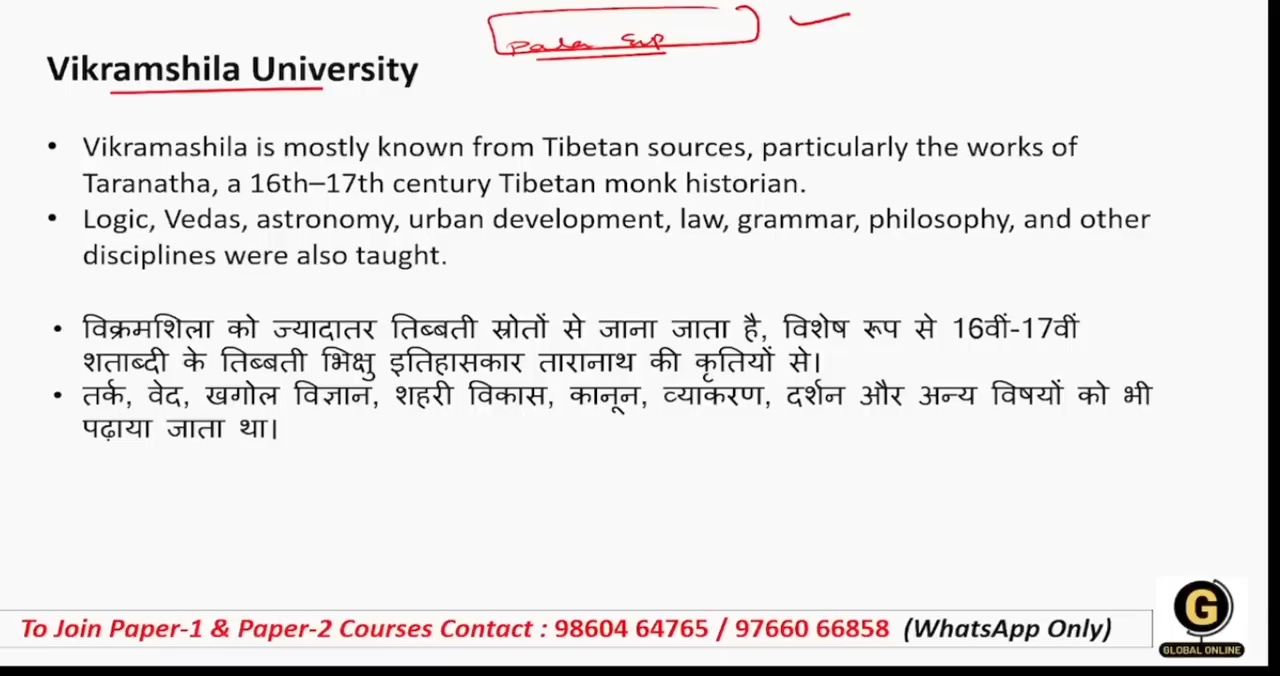 Pala Emp
Vikramshila University
• Vikramashila is mostly known from Tibetan sources, particularly the works of
Taranatha, a 16th–17th century Tibetan monk historian.
• Logic, Vedas, astronomy, urban development, law, grammar, philosophy, and other
disciplines were also taught.
• विक्रमशिला को ज्यादातर तिब्बती स्रोतों से जाना जाता है, विशेष रूप से 16वीं-17वीं
शताब्दी के तिब्बती भिक्षु इतिहासकार तारानाथ की कृतियों से।
• तर्क, वेद, खगोल विज्ञान, शहरी विकास, कानून, व्याकरण, दर्शन और अन्य विषयों को भी
पढ़ाया जाता था।
To Join Paper-1 & Paper-2 Courses Contact : 98604 64765 / 97660 66858 (WhatsApp Only)
G
GLOBAL ONLINE